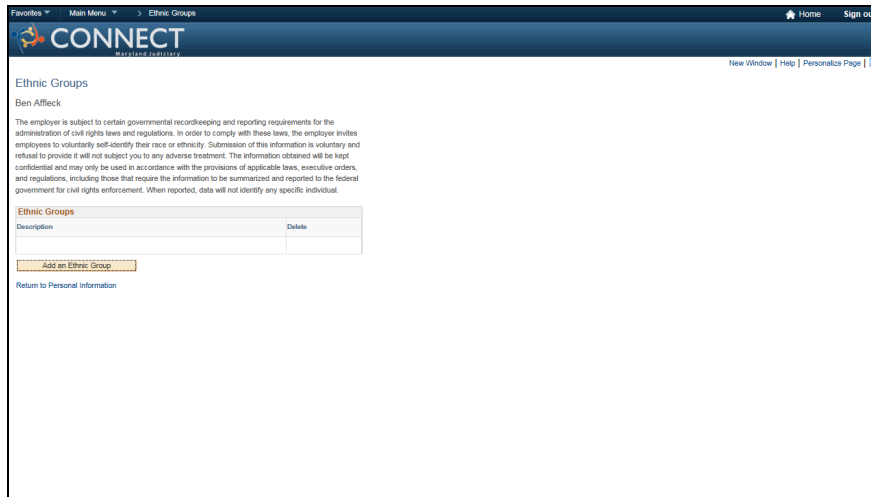 Favorites Main Menu > Ethnic Groups Home Sign ou
CONNECT
Maryland Judiciary
New Window | Help | Personalize Page |
Ethnic Groups
Ben Affleck
The employer is subject to certain governmental recordkeeping and reporting requirements for the
administration of civil rights laws and regulations. In order to comply with these laws, the employer invites
employees to voluntarily self-identify their race or ethnicity. Submission of this information is voluntary and
refusal to provide it will not subject you to any adverse treatment. The information obtained will be kept
confidential and may only be used in accordance with the provisions of applicable laws, executive orders,
and regulations, including those that require the information to be summarized and reported to the federal
government for civil rights enforcement. When reported, data will not identify any specific individual.
Ethnic Groups
Description Delete
Add an Ethnic Group
Return to Personal Information